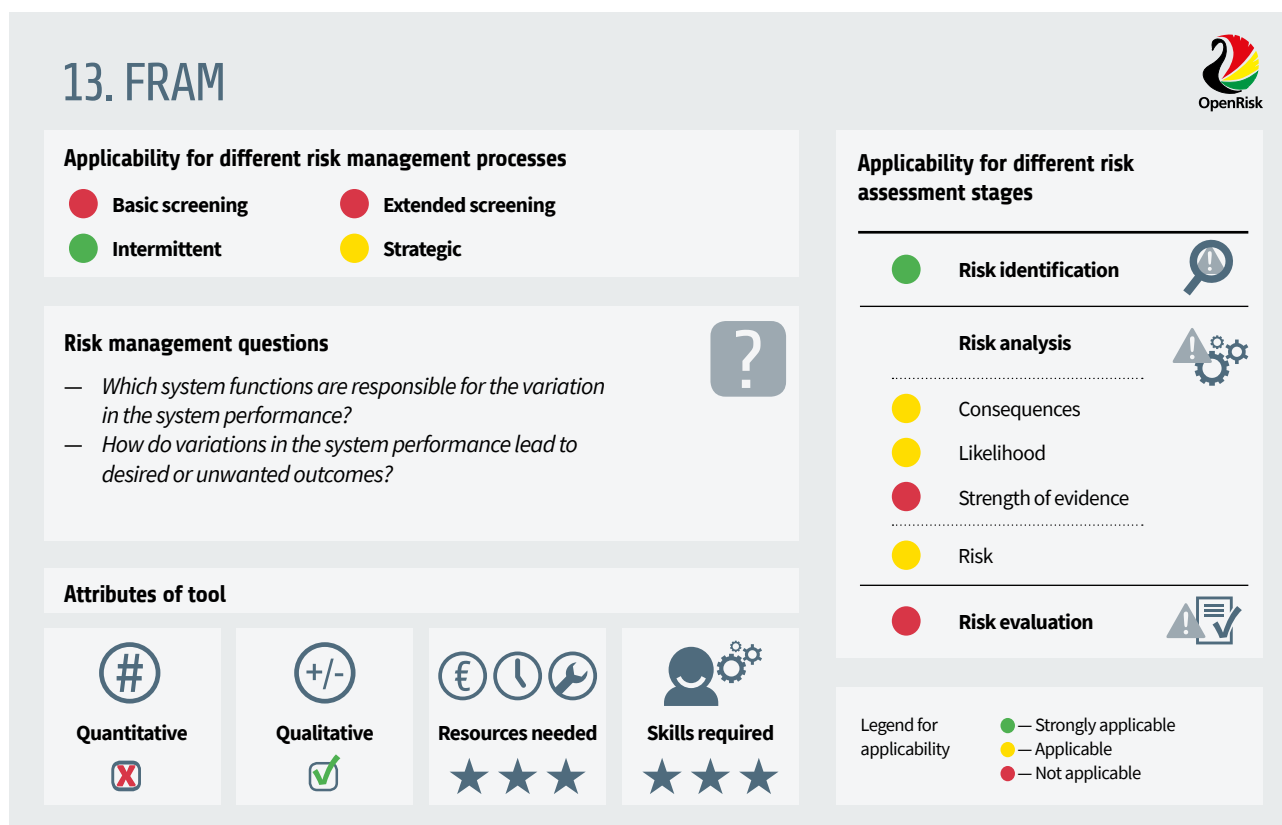 13. FRAM
OpenRisk
Applicability for different risk management processes
Basic screening
Extended screening
Intermittent
Strategic
Risk management questions
?
— Which system functions are responsible for the variation
in the system performance?
— How do variations in the system performance lead to
desired or unwanted outcomes?
Attributes of tool
#
Quantitative
X
+/-
Qualitative
€
Resources needed
Skills required
Applicability for different risk
assessment stages
Risk identification
Risk analysis
Consequences
Likelihood
Strength of evidence
Risk
Risk evaluation
Legend for
applicability
— Strongly applicable
— Applicable
— Not applicable